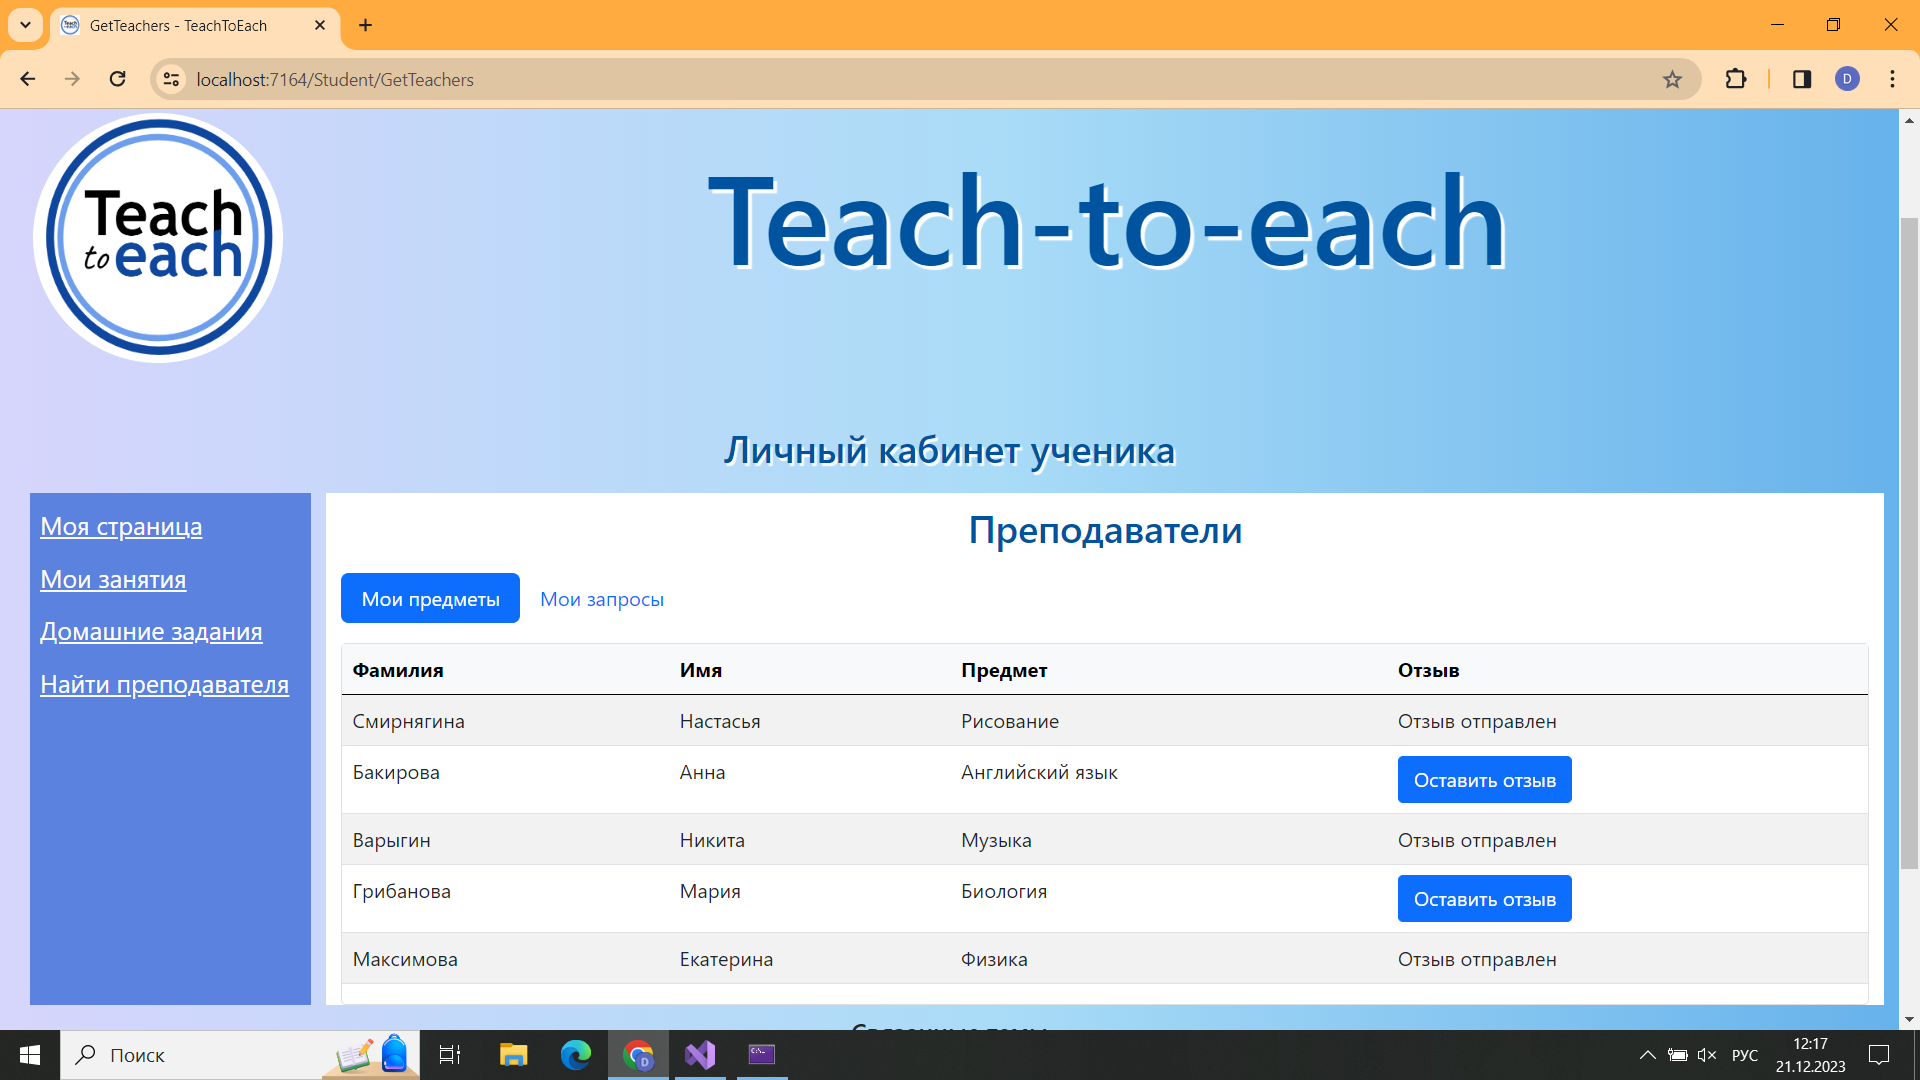 GetTeachers - TeachToEach
localhost:7164/Student/GetTeachers
D
Teach
to each
Teach-to-each
Личный кабинет ученика
Моя страница
Мои занятия
Домашние задания
Найти преподавателя
Преподаватели
Мои предметы Мои запросы
Фамилия Имя Предмет Отзыв
Смирнягина Настасья Рисование Отзыв отправлен
Бакирова Анна Английский язык Оставить отзыв
Варыгин Никита Музыка Отзыв отправлен
Грибанова Мария Биология Оставить отзыв
Максимова Екатерина Физика Отзыв отправлен
Поиск
РУС
12:17
21.12.2023